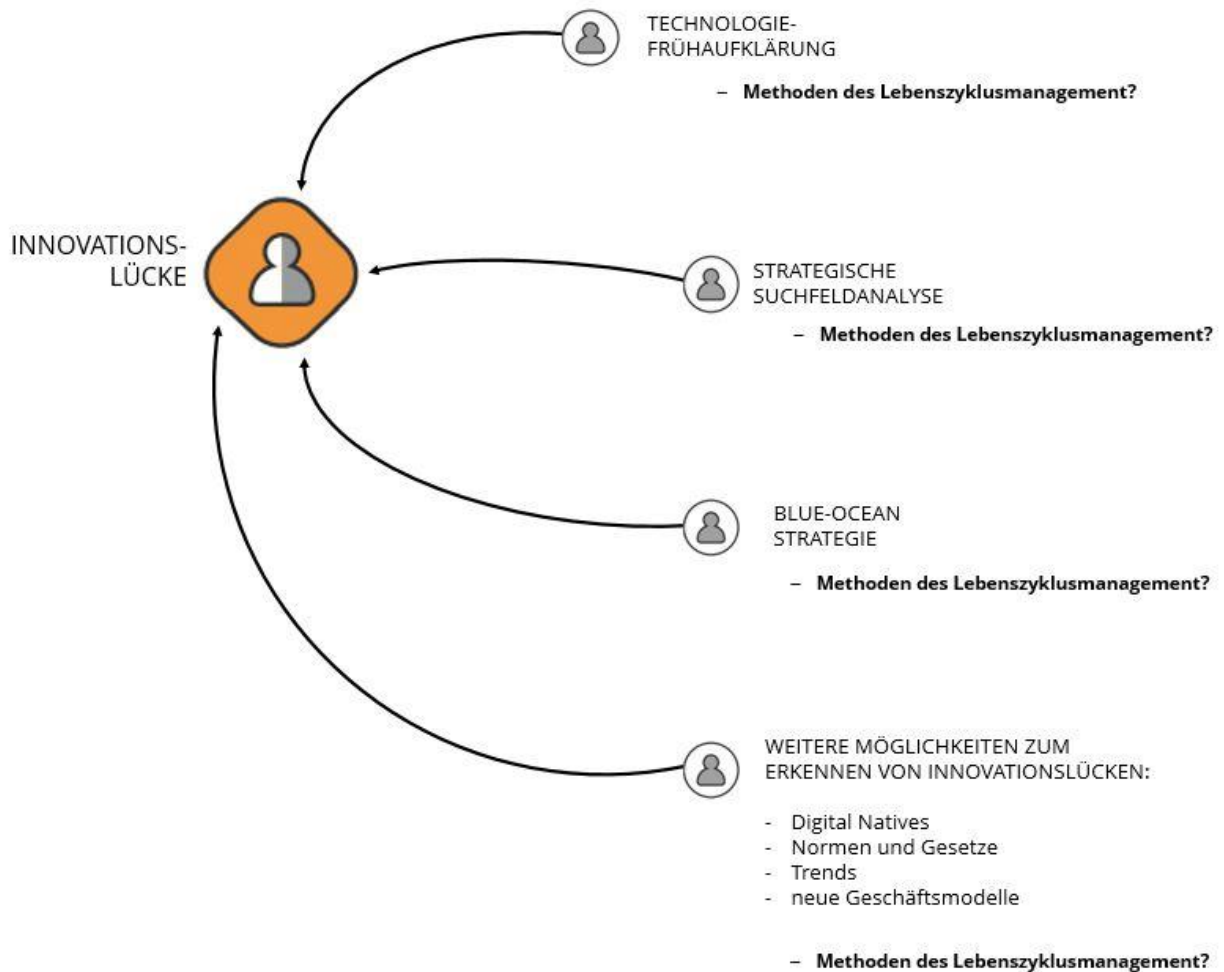 TECHNOLOGIE-
FRÜHAUFKLÄRUNG
– Methoden des Lebenszyklusmanagement?
INNOVATIONS-
LÜCKE
STRATEGISCHE
SUCHFELDANALYSE
– Methoden des Lebenszyklusmanagement?
BLUE-OCEAN
STRATEGIE
– Methoden des Lebenszyklusmanagement?
WEITERE MÖGLICHKEITEN ZUM
ERKENNEN VON INNOVATIONSLÜCKEN:
- Digital Natives
- Normen und Gesetze
- Trends
- neue Geschäftsmodelle
– Methoden des Lebenszyklusmanagement?